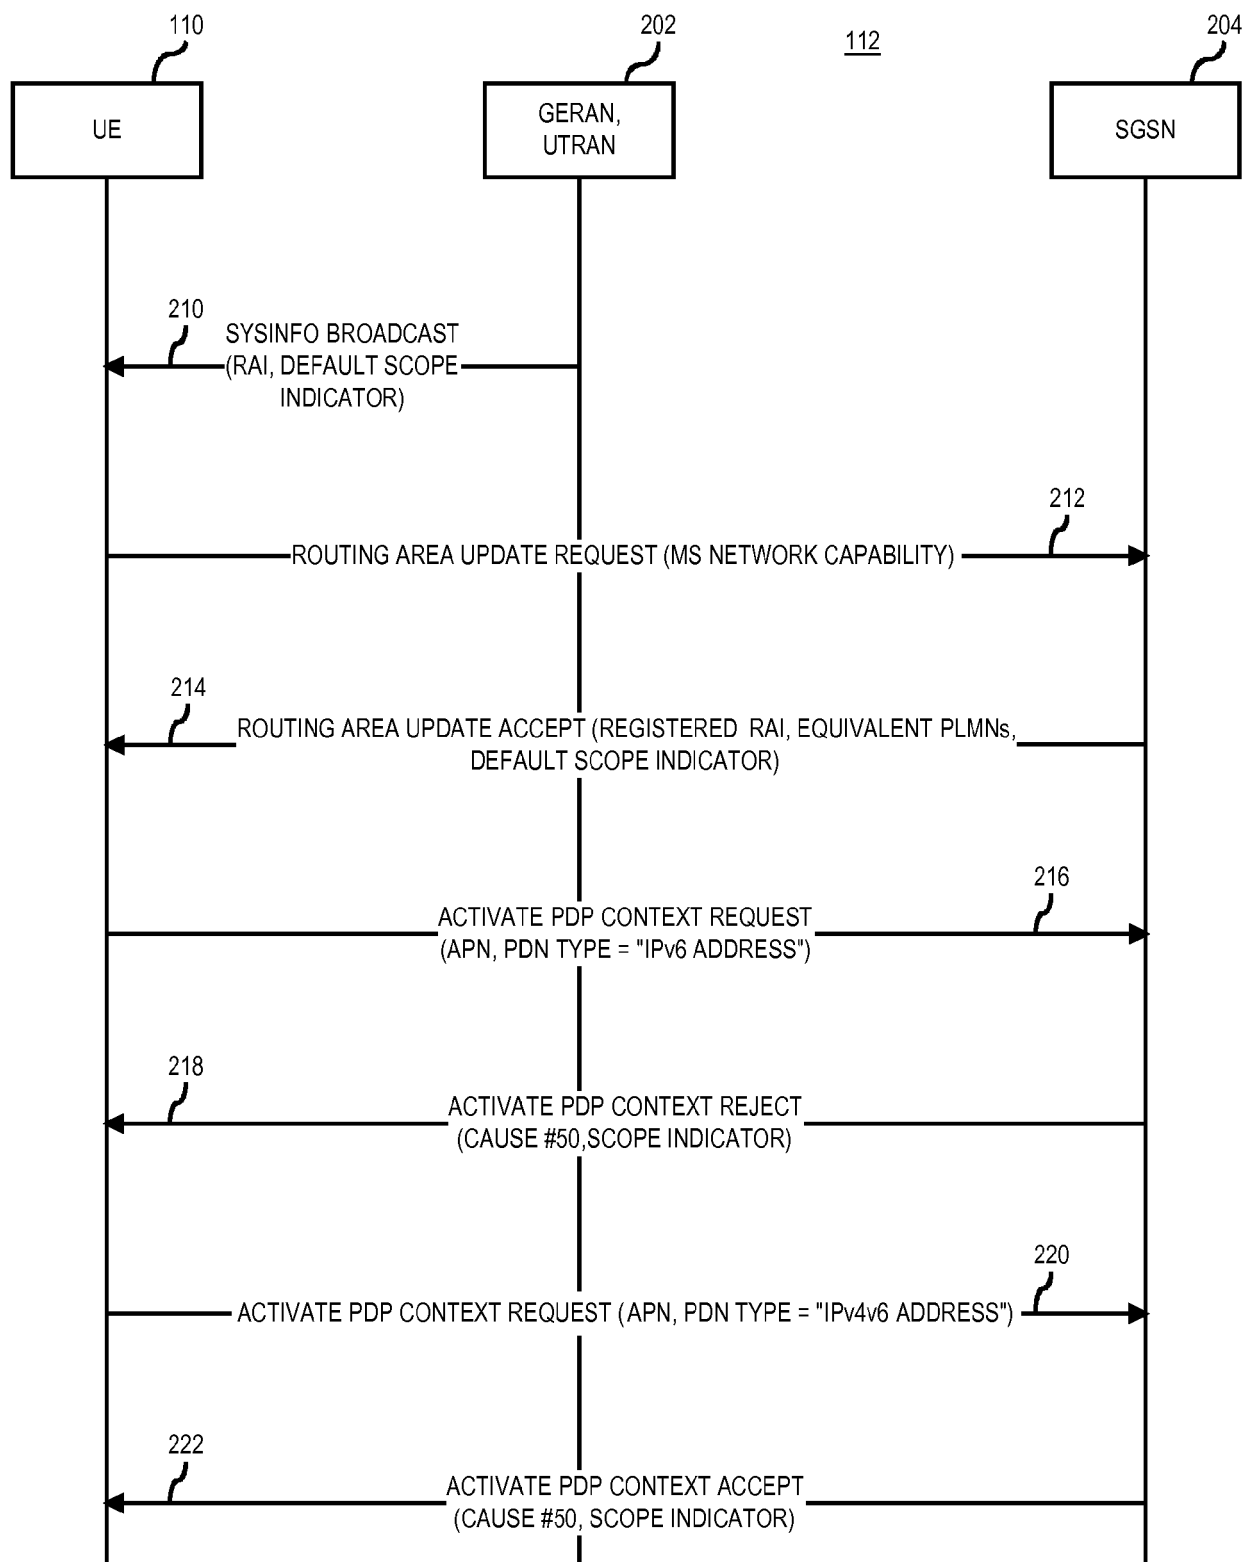 110
202
112
204
UE
GERAN,
UTRAN
SGSN
210
SYSINFO BROADCAST
(RAI, DEFAULT SCOPE
INDICATOR)
212
ROUTING AREA UPDATE REQUEST (MS NETWORK CAPABILITY)
214
ROUTING AREA UPDATE ACCEPT (REGISTERED RAI, EQUIVALENT PLMNs,
DEFAULT SCOPE INDICATOR)
216
ACTIVATE PDP CONTEXT REQUEST
(APN, PDN TYPE = "IPv6 ADDRESS")
218
ACTIVATE PDP CONTEXT REJECT
(CAUSE #50,SCOPE INDICATOR)
220
ACTIVATE PDP CONTEXT REQUEST (APN, PDN TYPE = "IPv4v6 ADDRESS")
222
ACTIVATE PDP CONTEXT ACCEPT
(CAUSE #50, SCOPE INDICATOR)